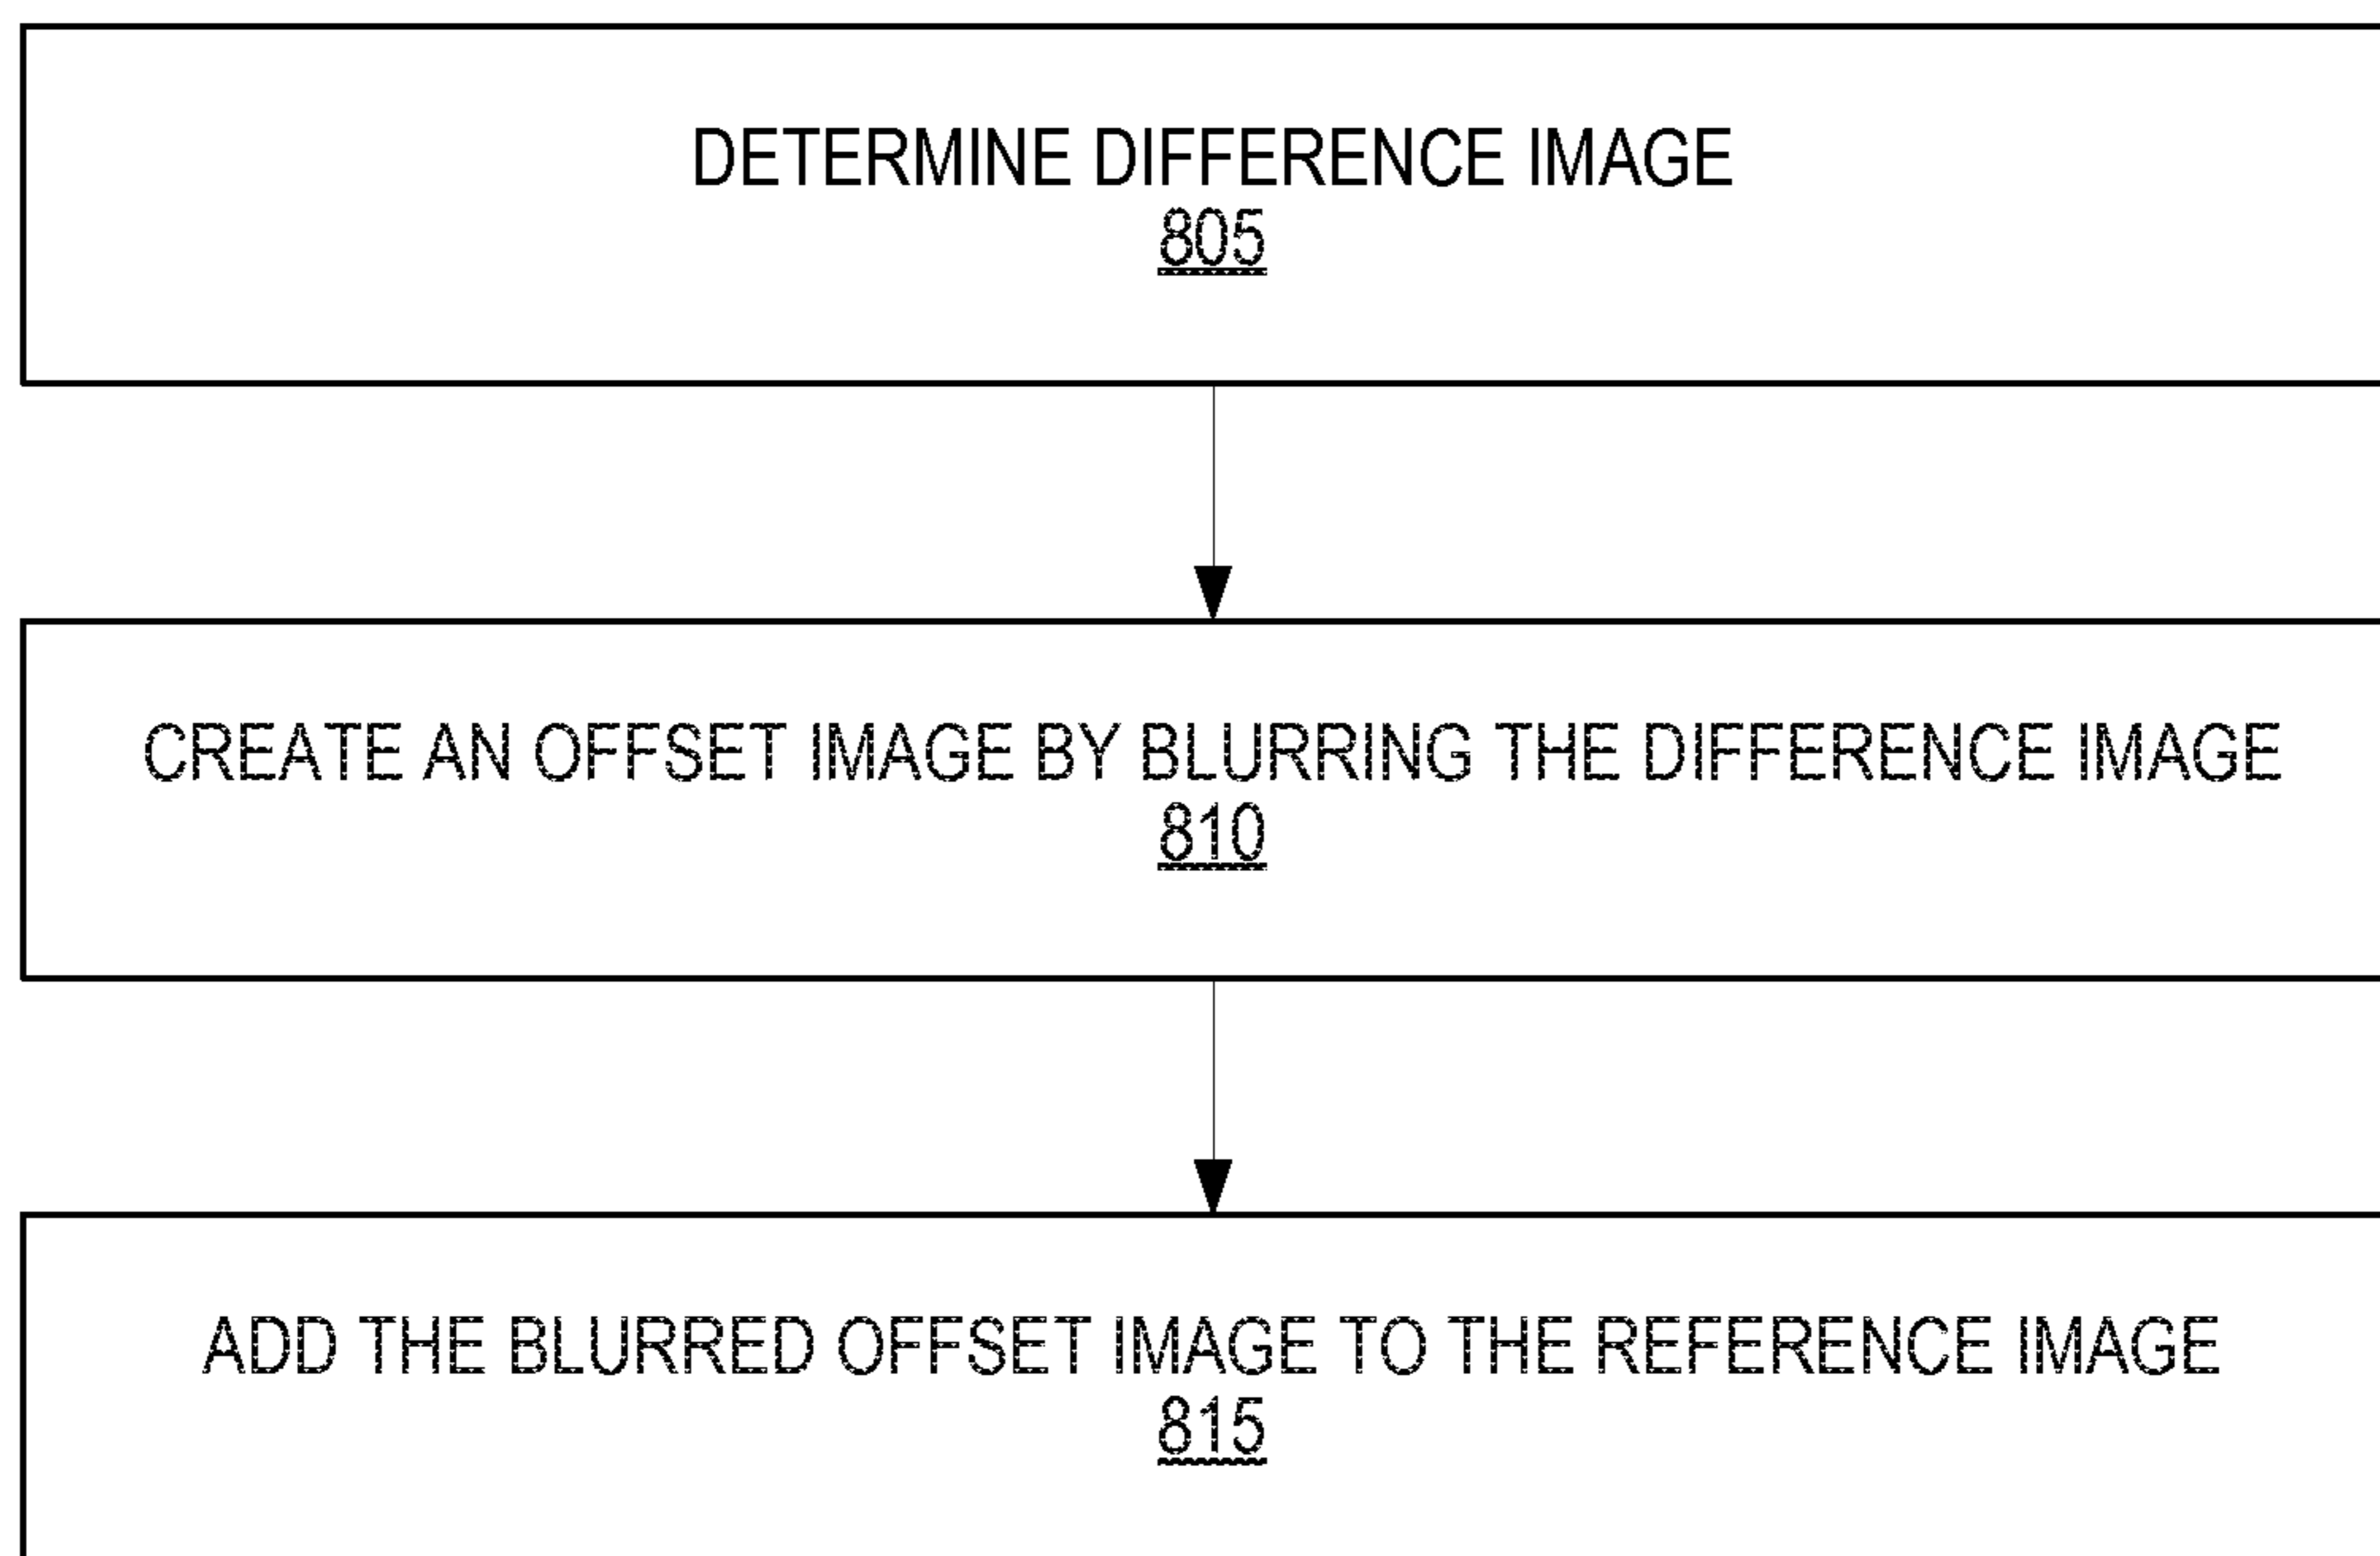 DETERMINE DIFFERENCE IMAGE
805
CREATE AN OFFSET IMAGE BY BLURRING THE DIFFERENCE IMAGE
810
ADD THE BLURRED OFFSET IMAGE TO THE REFERENCE IMAGE
815